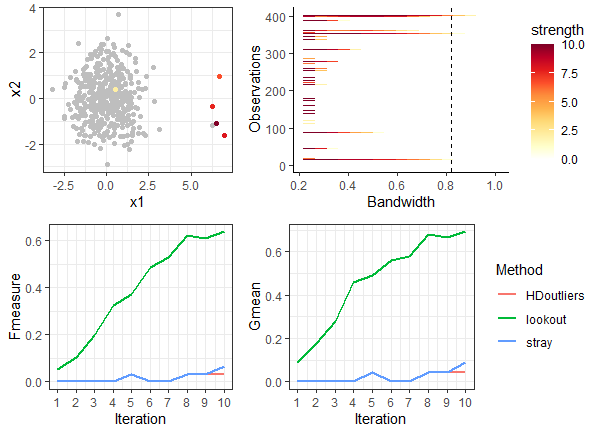 4
2
0
-2
x2
-2.5 0.0 2.5 5.0
x1
400
300
200
100
0
Observations
0.2 0.4 0.6 0.8 1.0
Bandwidth
strength
10.0
7.5
5.0
2.5
0.0
0.6
0.4
0.2
0.0
Fmeasure
1 2 3 4 5 6 7 8 9 10
Iteration
0.6
0.4
0.2
0.0
Gmean
1 2 3 4 5 6 7 8 9 10
Iteration
Method
HDoutliers
lookout
stray